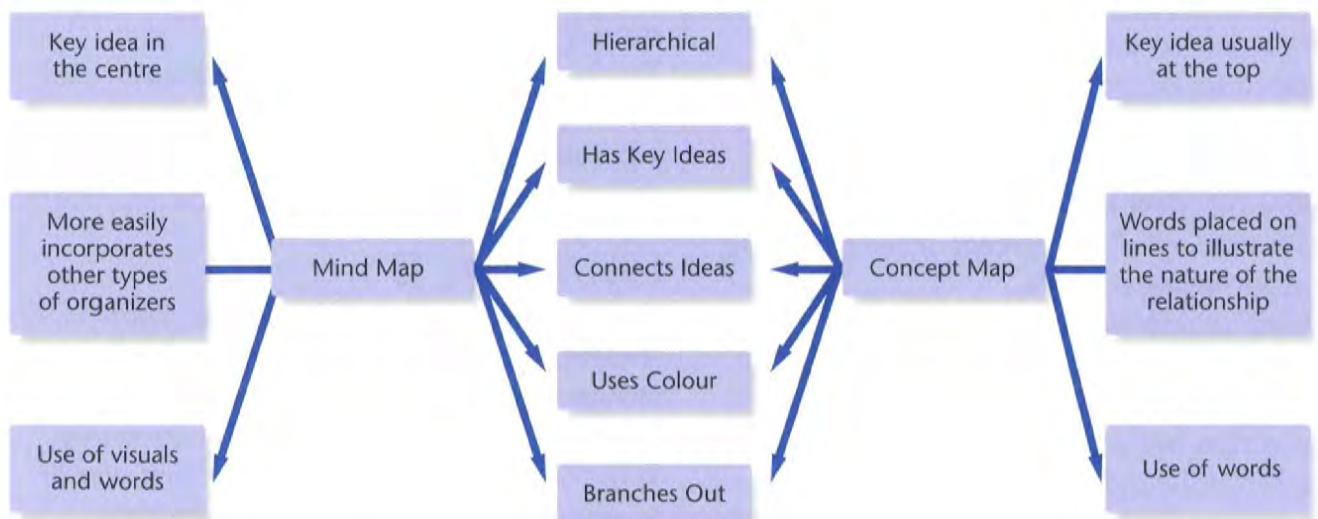 Key idea in
the centre
More easily
incorporates
other types
of organizers
Use of visuals
and words
Mind Map
Hierarchical
Has Key Ideas
Connects Ideas
Uses Colour
Branches Out
Concept Map
Key idea usually
at the top
Words placed on
lines to illustrate
the nature of the
relationship
Use of words